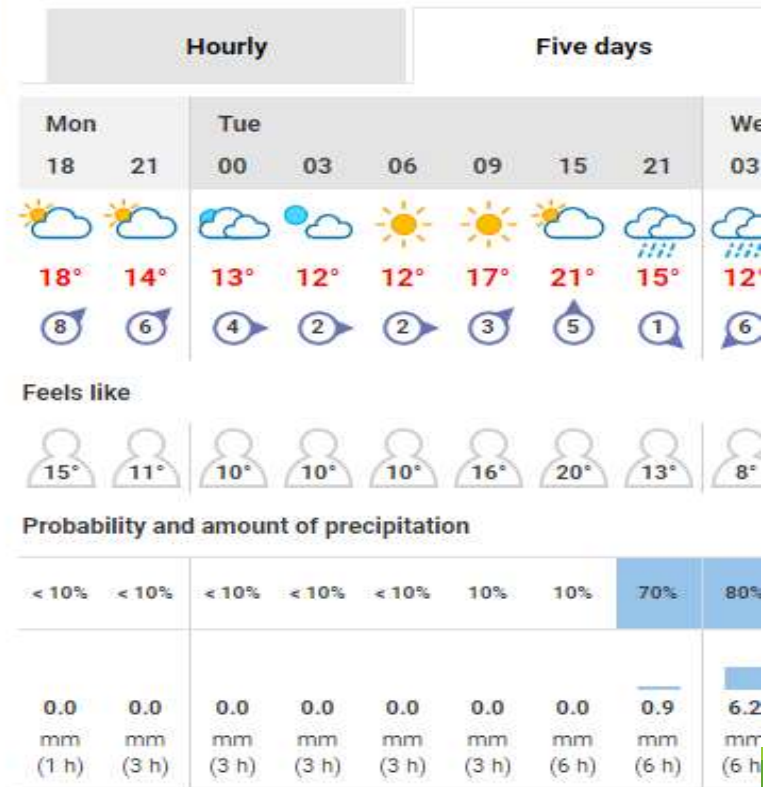 Hourly Five days
Mon Tue We
18 21 00 03 06 09 15 21 03
18° 14° 13° 12° 12° 17° 21° 15° 12°
8 6 4 2 2 3 5 1 6
Feels like
15° 11° 10° 10° 10° 16° 20° 13° 8°
Probability and amount of precipitation
< 10% < 10% < 10% < 10% < 10% 10% 10% 70% 80%
0.0 0.0 0.0 0.0 0.0 0.0 0.0 0.9 6.2
mm mm mm mm mm mm mm mm mm
(1 h) (3 h) (3 h) (3 h) (3 h) (3 h) (6 h) (6 h) (6 h